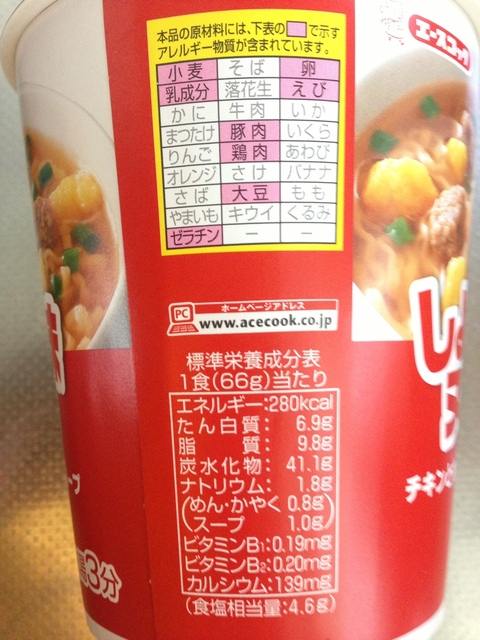 本品の原材料には、下表の で示す
アレルギー物質が含まれています。
小麦 そば 卵
乳成分 落花生 えび
かに 牛肉 いか
まつたけ 豚肉 いくら
りんご 鶏肉 あわび
オレンジ さけ バナナ
さば 大豆 もも
やまいも キウイ くるみ
ゼラチン － －
エースコック
PC
ホームページアドレス
www.acecook.co.jp
標準栄養成分表
1食(66g)当たり
エネルギー:280kcal
たん白質: 6.9g
脂質: 9.8g
炭水化物: 41.1g
ナトリウム: 1.8g
(めん・かやく 0.8g)
(スープ 1.0g)
ビタミンB1:0.19mg
ビタミンB2:0.20mg
カルシウム:139mg
(食塩相当量:4.6g)
チキンと
3分